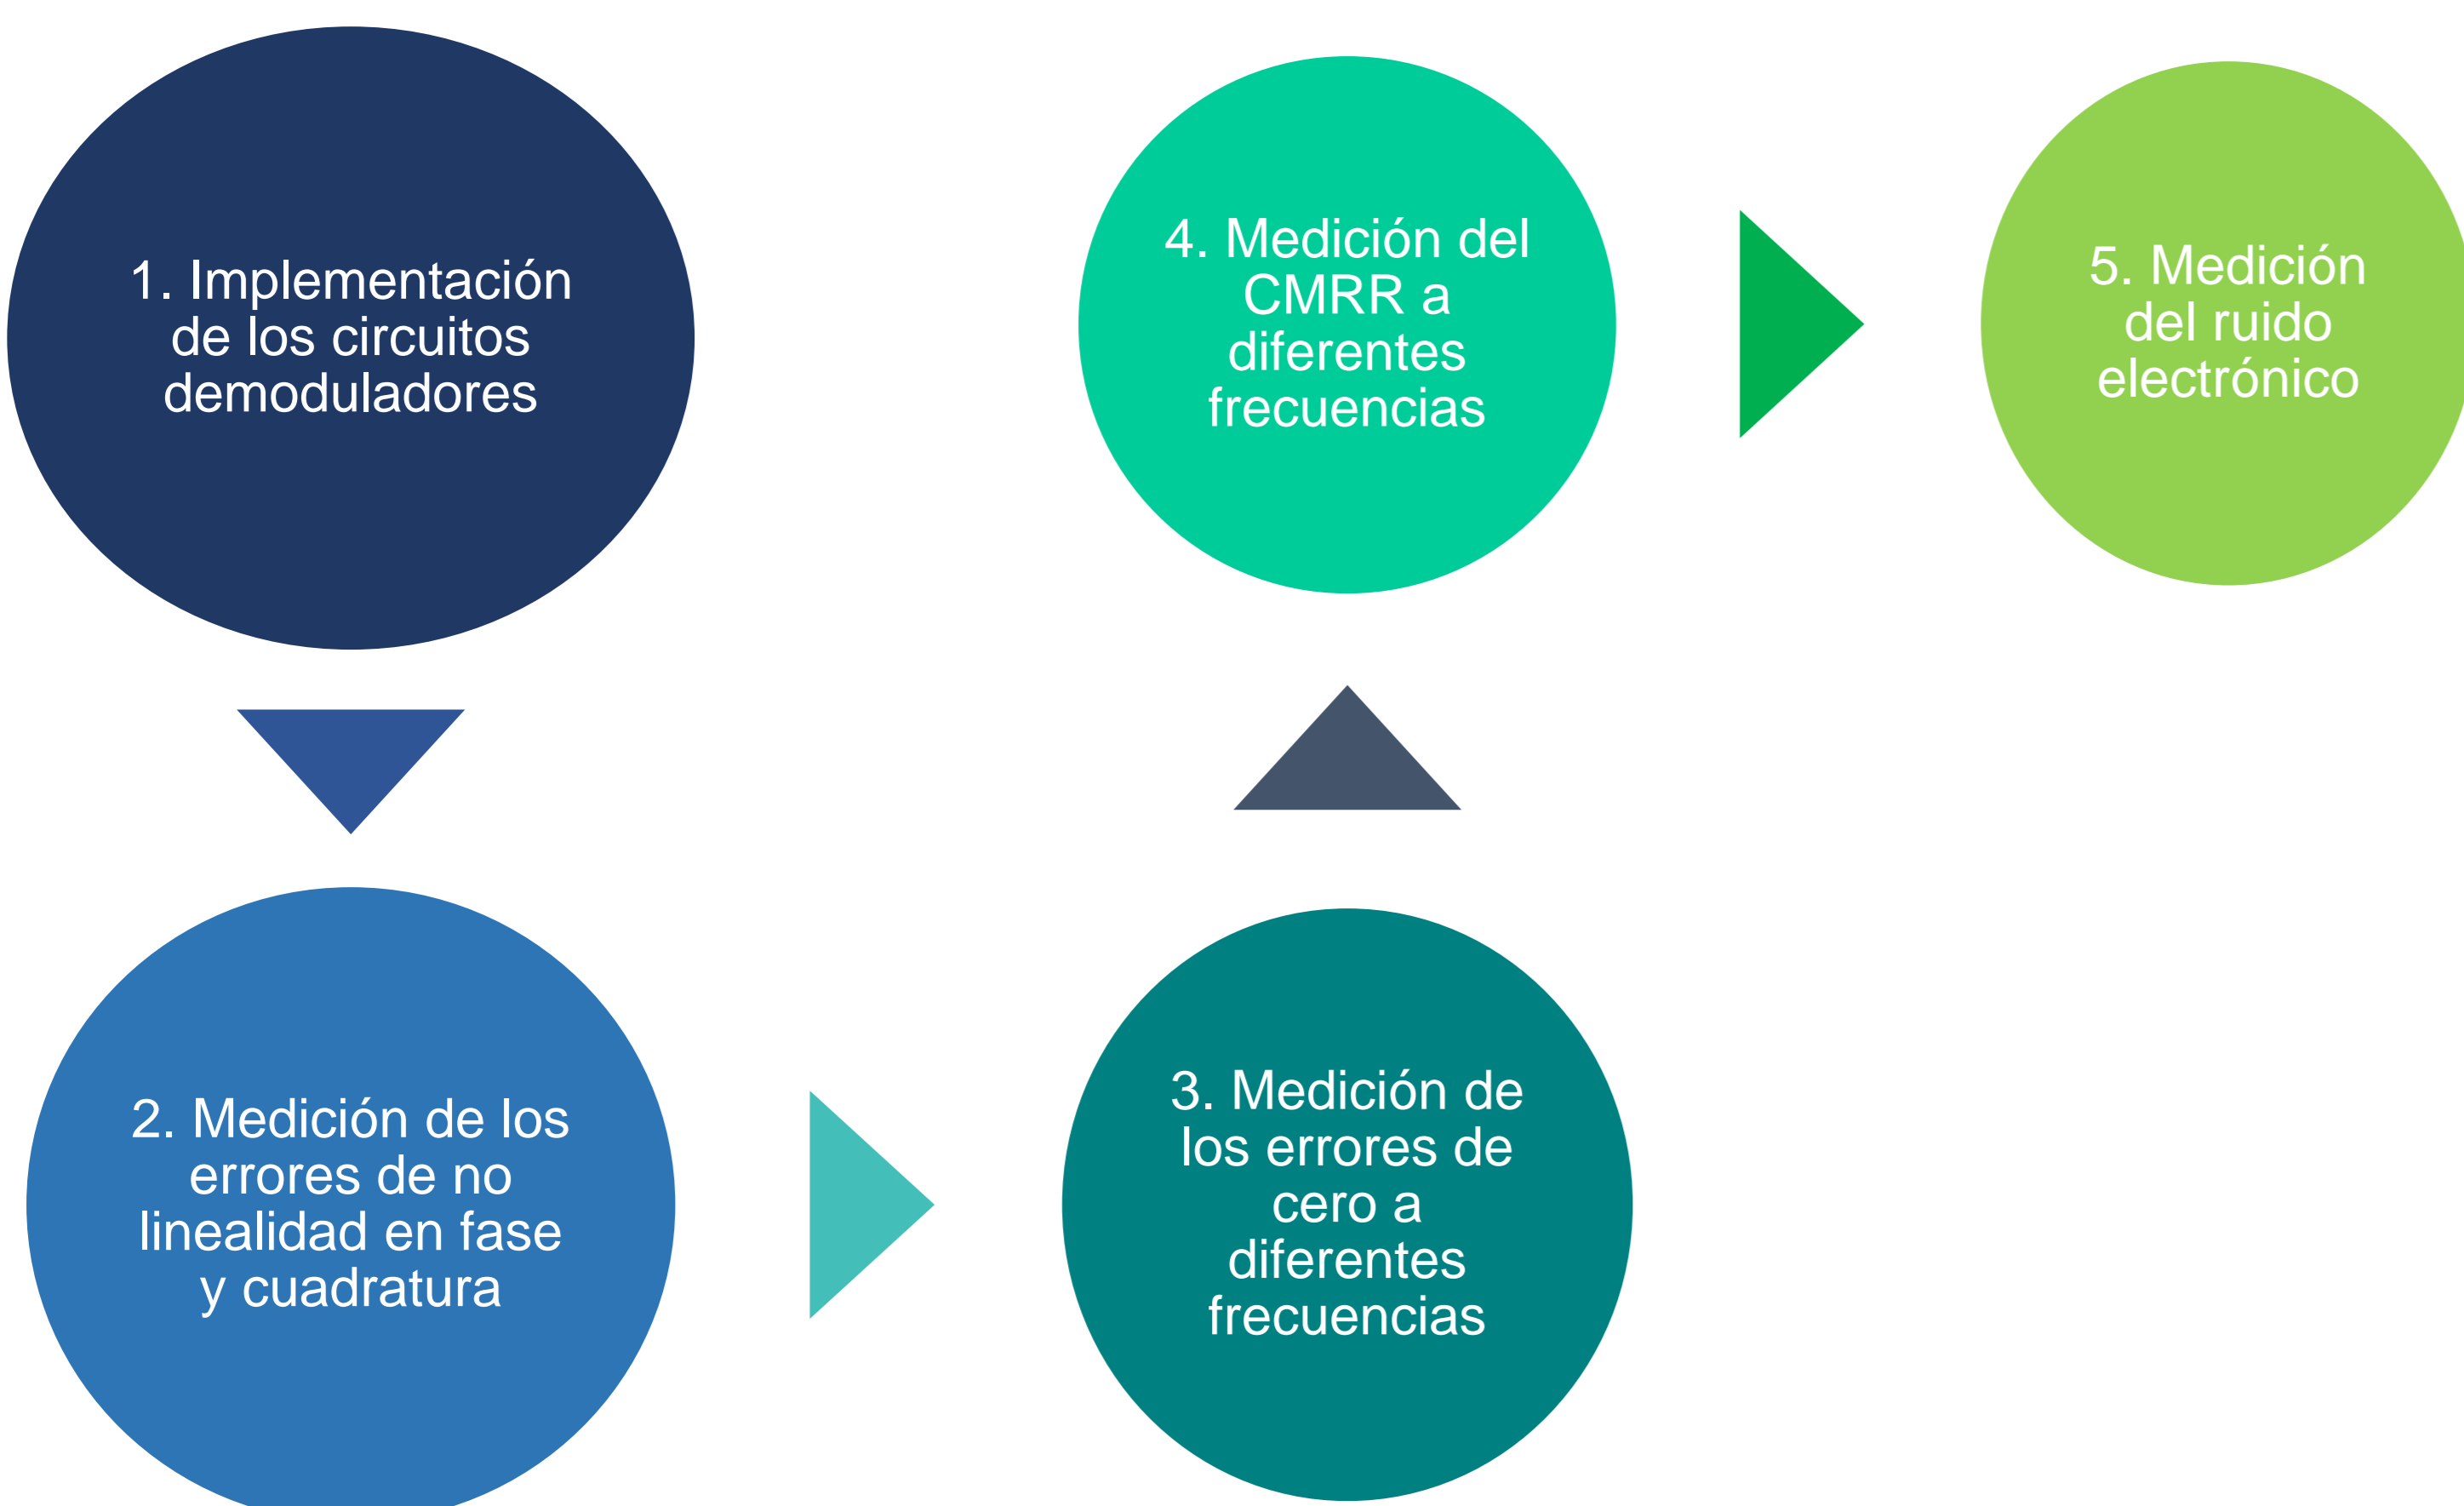 1. Implementación
de los circuitos
demoduladores
2. Medición de los
errores de no
linealidad en fase
y cuadratura
3. Medición de
los errores de
cero a
diferentes
frecuencias
4. Medición del
CMRR a
diferentes
frecuencias
5. Medición
del ruido
electrónico